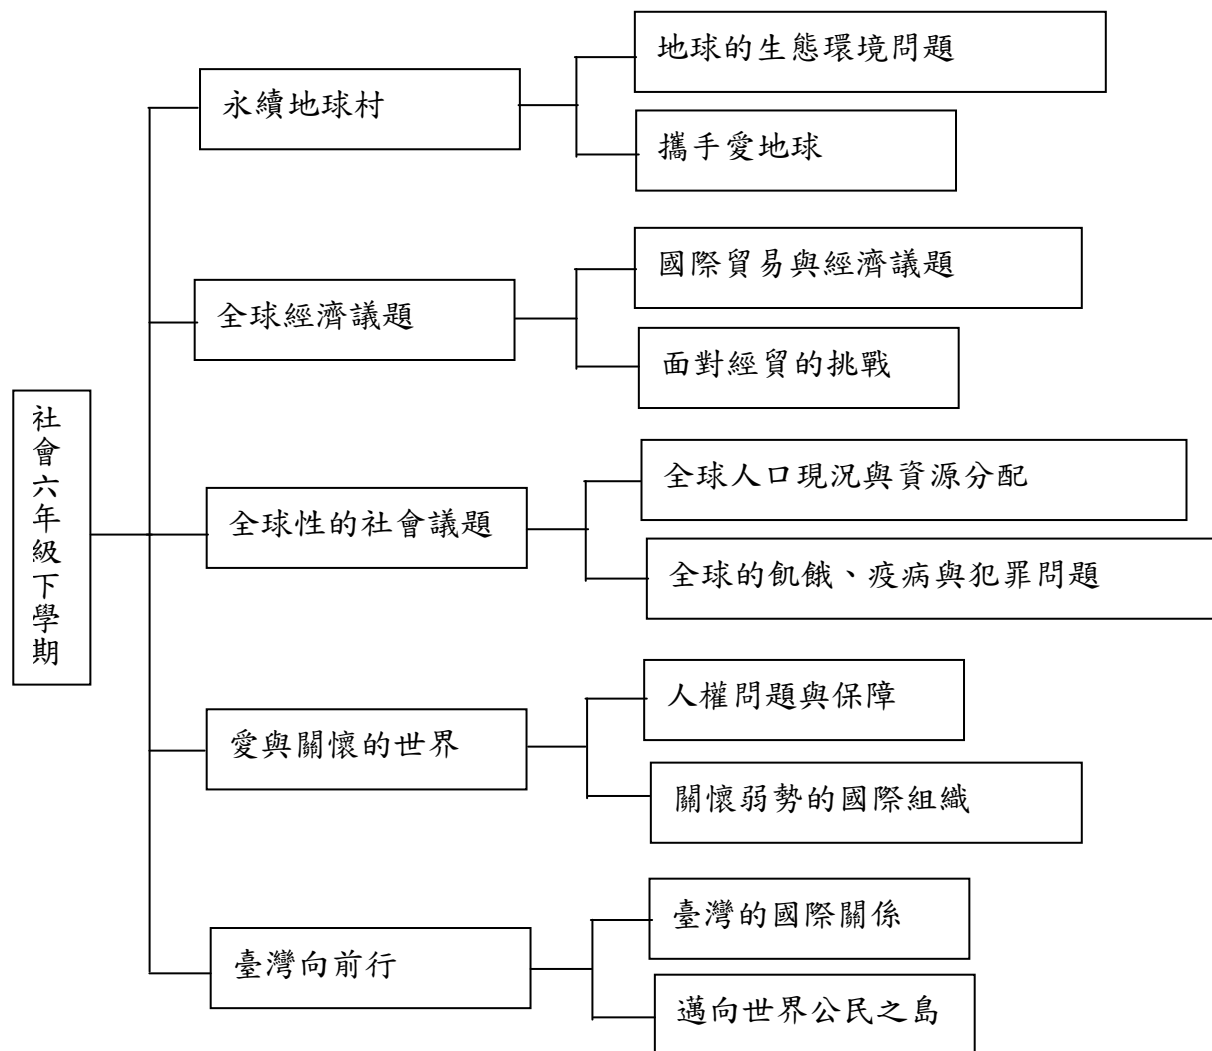 社會六年級下學期
永續地球村
地球的生態環境問題
攜手愛地球
全球經濟議題
國際貿易與經濟議題
面對經貿的挑戰
全球性的社會議題
全球人口現況與資源分配
全球的飢餓、疫病與犯罪問題
愛與關懷的世界
人權問題與保障
關懷弱勢的國際組織
臺灣向前行
臺灣的國際關係
邁向世界公民之島